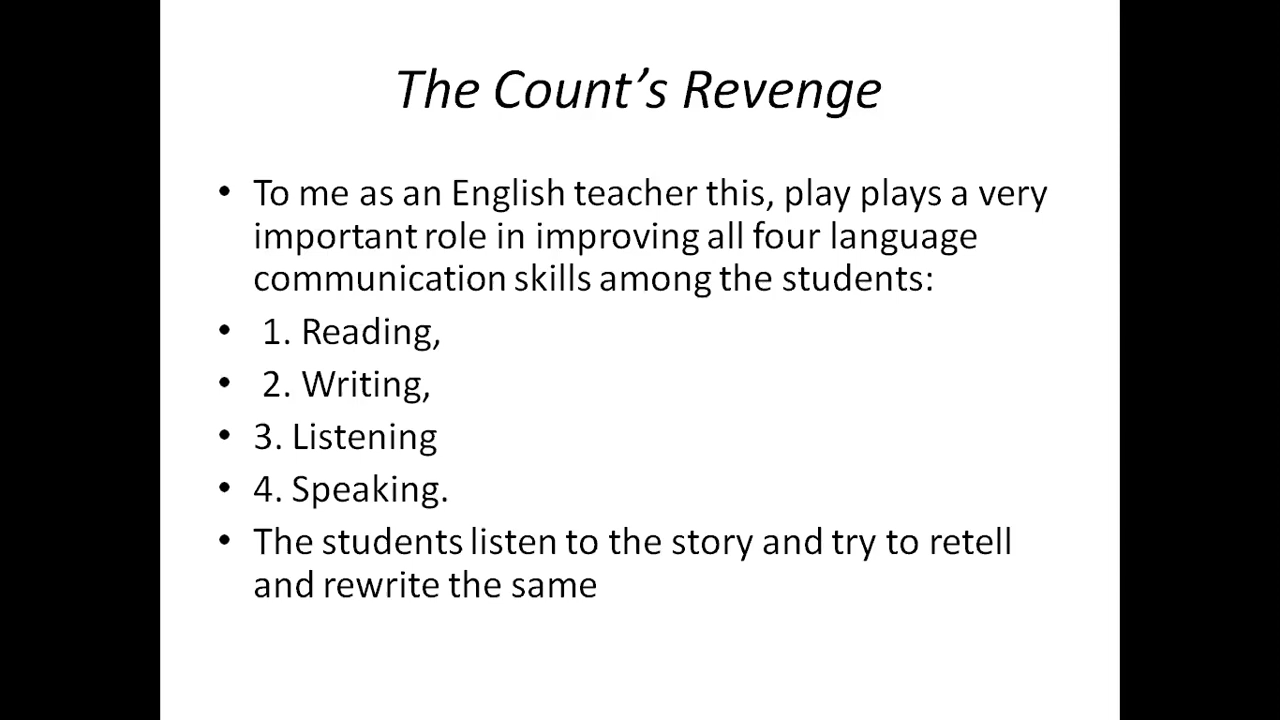 The Count’s Revenge
• To me as an English teacher this, play plays a very
important role in improving all four language
communication skills among the students:
• 1. Reading,
• 2. Writing,
• 3. Listening
• 4. Speaking.
• The students listen to the story and try to retell
and rewrite the same